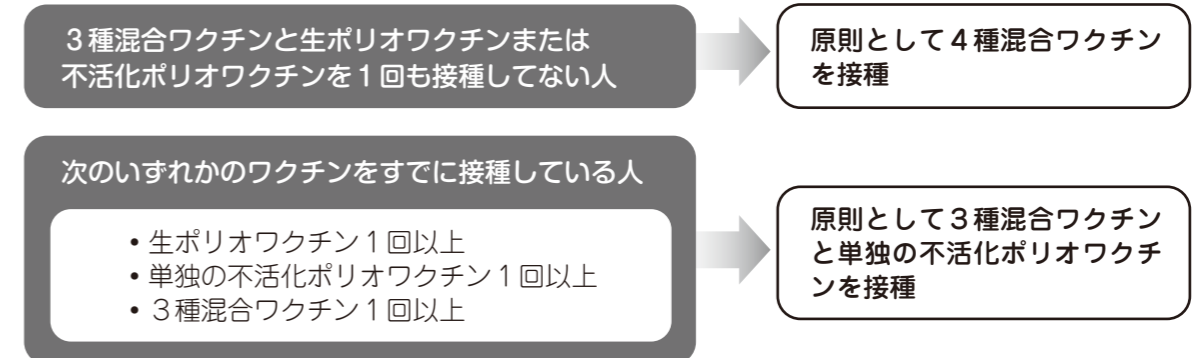 ３種混合ワクチンと生ポリオワクチンまたは
不活化ポリオワクチンを１回も接種してない人
原則として４種混合ワクチン
を接種
次のいずれかのワクチンをすでに接種している人
•生ポリオワクチン１回以上
•単独の不活化ポリオワクチン１回以上
•３種混合ワクチン１回以上
原則として３種混合ワクチン
と単独の不活化ポリオワクチ
ンを接種